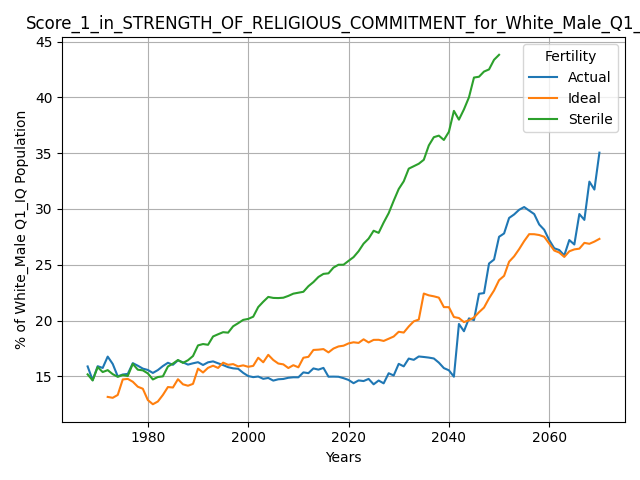 Score_1_in_STRENGTH_OF_RELIGIOUS_COMMITMENT_for_White_Male_Q1_
45
40
35
30
25
20
15
% of White_Male Q1_IQ Population
Fertility
Actual
Ideal
Sterile
1980
2000
2020
2040
2060
Years